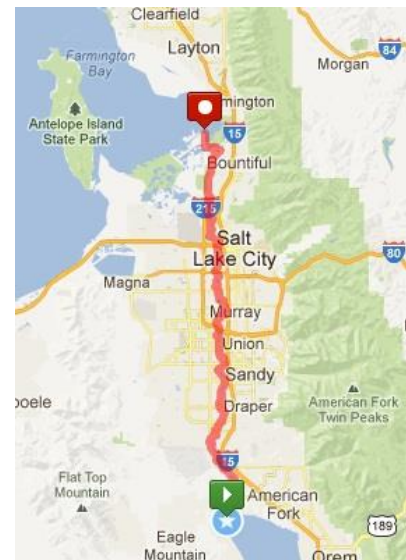 Clearfield
Layton
Farmington
Bay
84
Morgan
mington
Antelope Island
State Park
15
Bountiful
215
Salt
Lake City
80
Magna
Murray
Union
Sandy
ooele
Draper
American Fork
Twin Peaks
15
Flat Top
Mountain
American
Fork
189
Eagle
Mountain
Orem